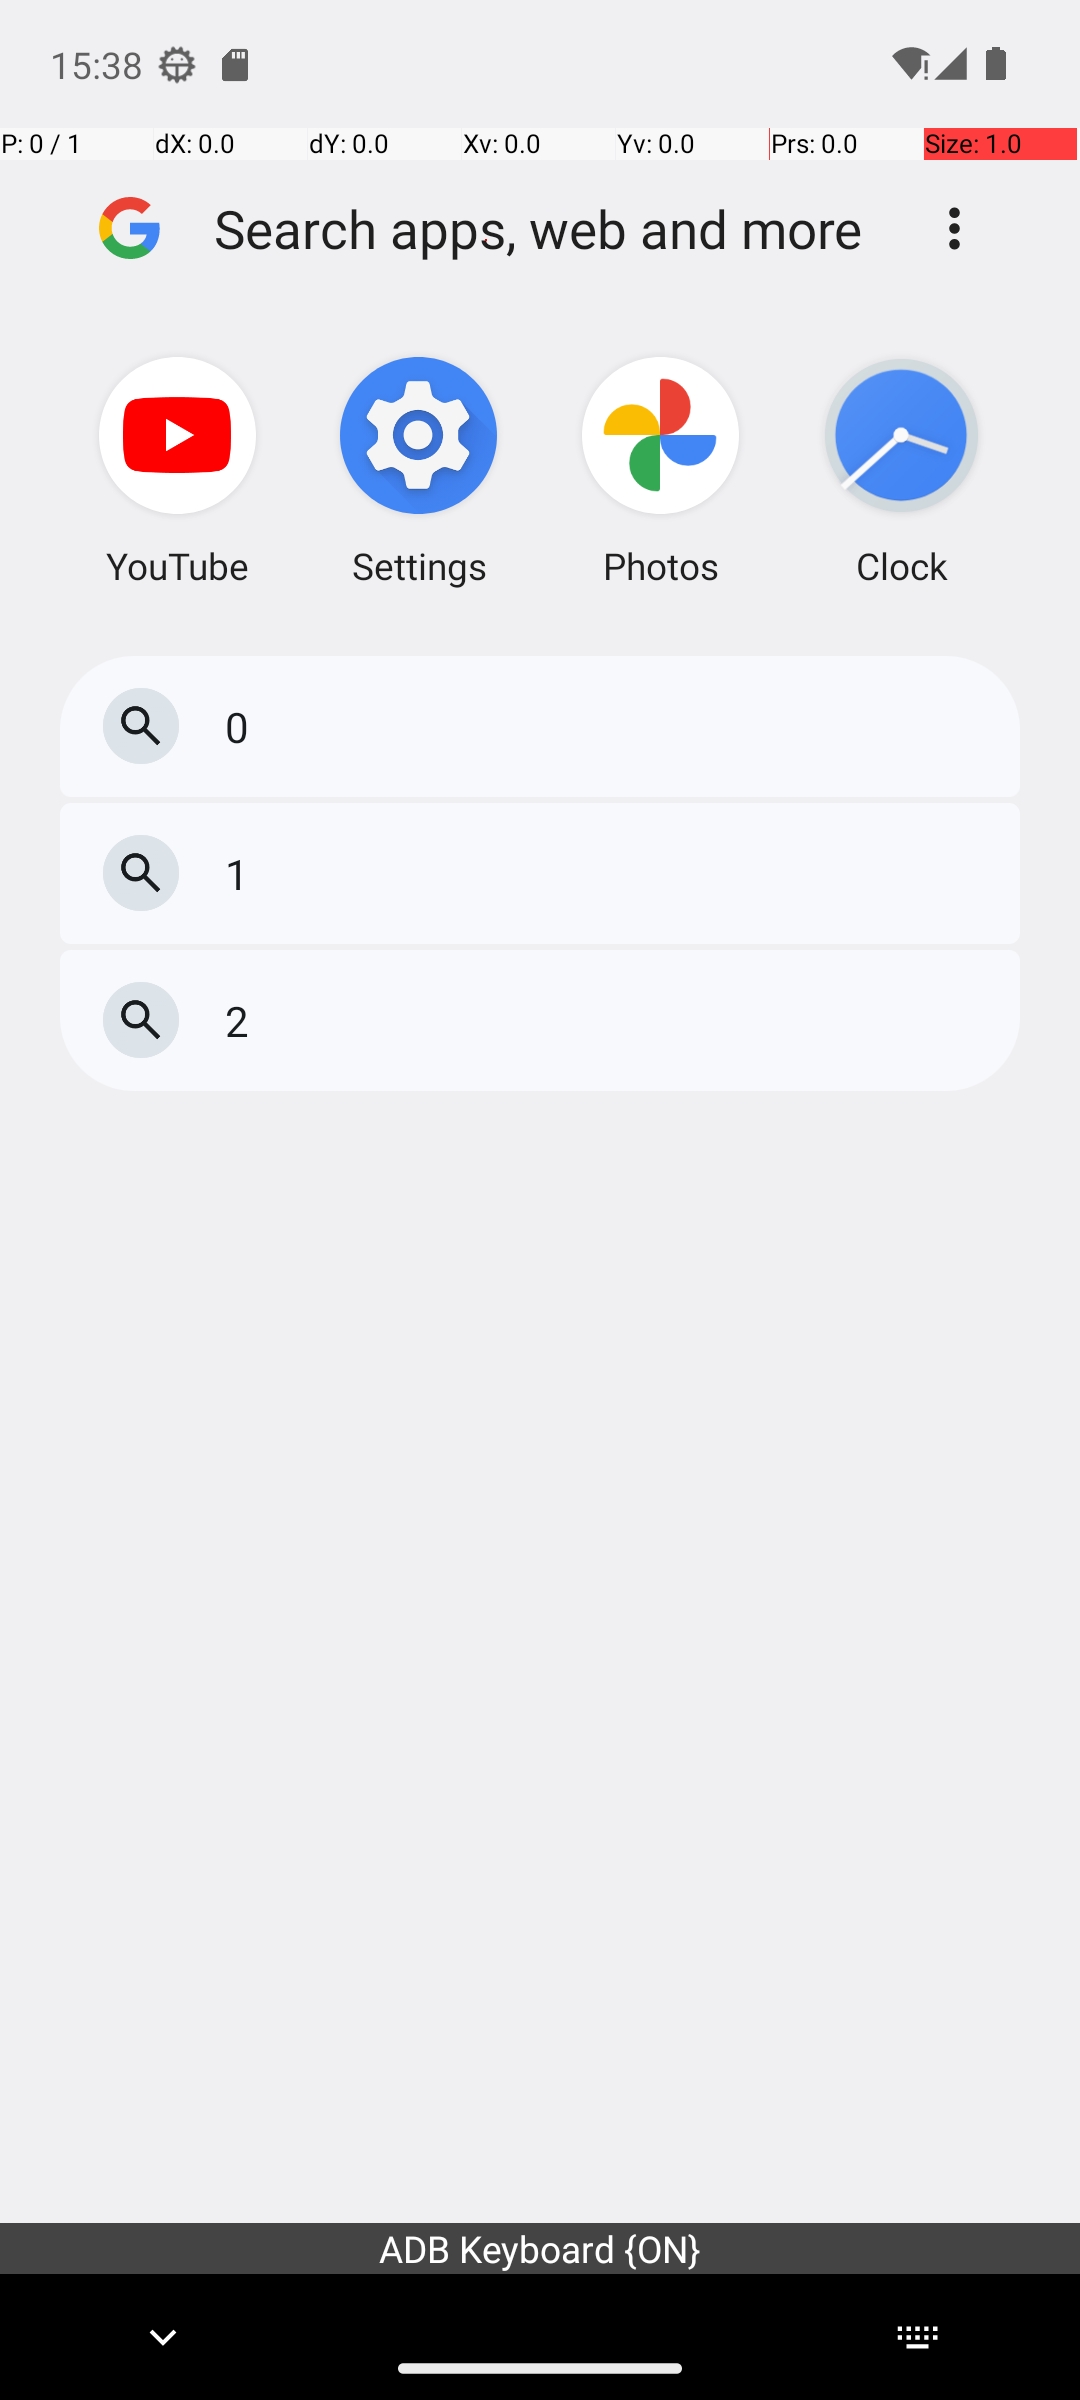 15:38
P: 0 / 1 dX: 0.0 dY: 0.0 Xv: 0.0 Yv: 0.0 Prs: 0.0 Size: 1.0
Search apps, web and more
YouTube Settings Photos Clock
0
1
2
ADB Keyboard {ON}